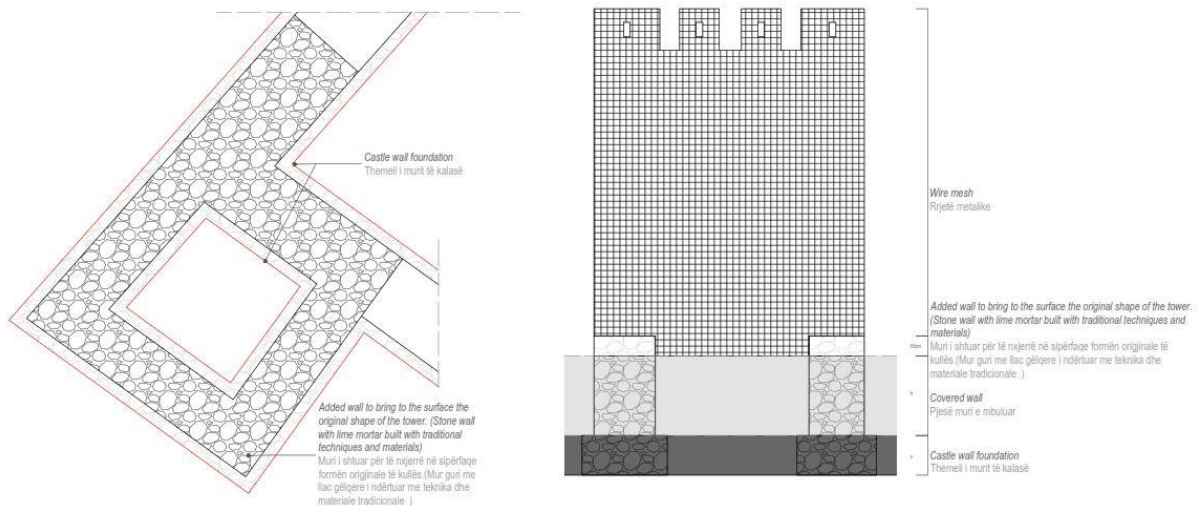 Castle wall foundation
Themeli i murit të kalasë
Added wall to bring to the surface the
original shape of the tower. (Stone wall
with lime mortar built with traditional
techniques and materials)
Muri i shtuar për të nxjerrë në sipërfaqe
formën origjinale të kullës.(Mur guri me
llac gëlqere i ndërtuar me teknika dhe
materiale tradicionale )
Wire mesh
Rrjetë metalike
Added wall to bring to the surface the original shape of the tower.
(Stone wall with lime mortar built with traditional techniques and
materials)
Muri i shtuar për të nxjerrë në sipërfaqe formën origjinale të
kullës.(Mur guri me llac gëlqere i ndërtuar me teknika dhe
materiale tradicionale )
Covered wall
Pjesë muri e mbuluar
Castle wall foundation
Themeli i murit të kalasë